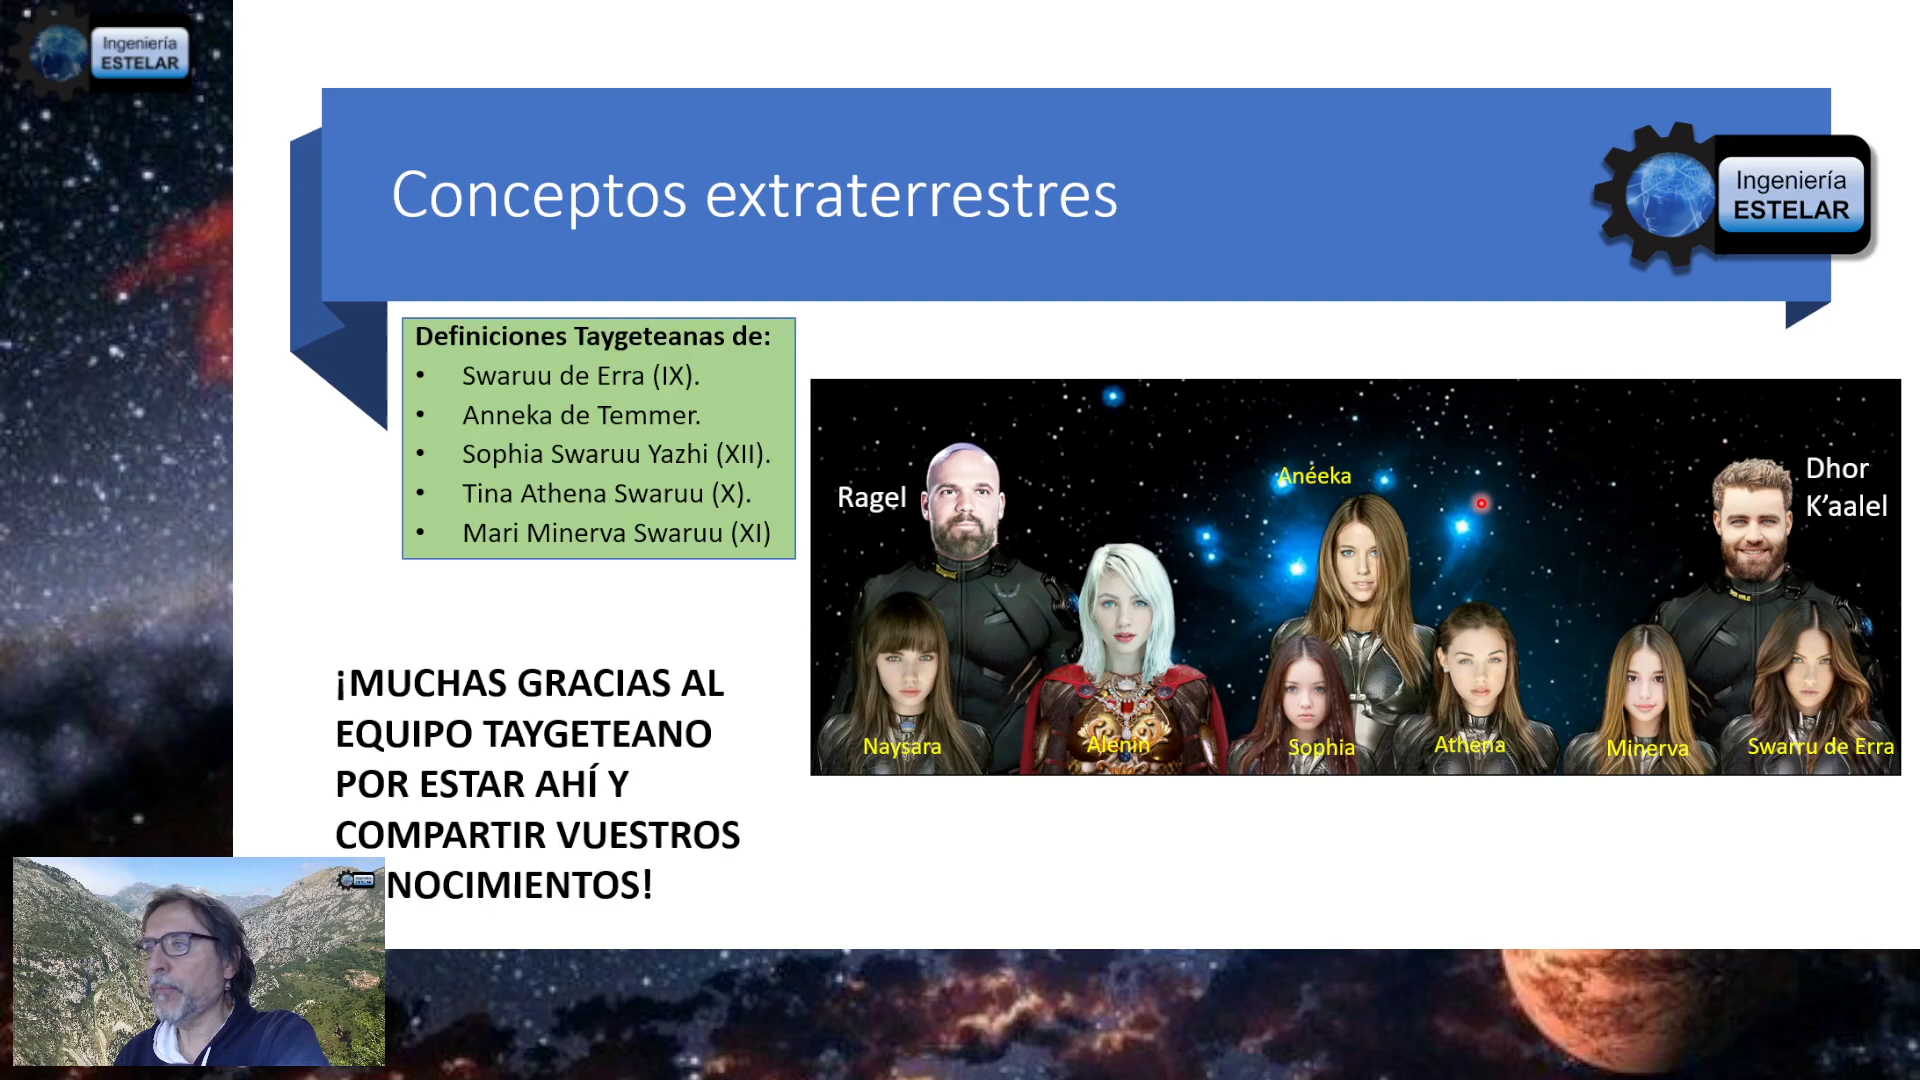 Ingeniería
ESTELAR
Conceptos extraterrestres
Ingeniería
ESTELAR
Definiciones Taygeteanas de:
• Swaruu de Erra (IX).
• Anneka de Temmer.
• Sophia Swaruu Yazhi (XII).
• Tina Athena Swaruu (X).
• Mari Minerva Swaruu (XI)
Ragel
Anéeka
Dhor
K'aalel
Naysara
Alenin
Sophia
Athena
Minerva
Swarru de Erra
¡MUCHAS GRACIAS AL
EQUIPO TAYGETEANO
POR ESTAR AHÍ Y
COMPARTIR VUESTROS
NOCIMIENTOS!